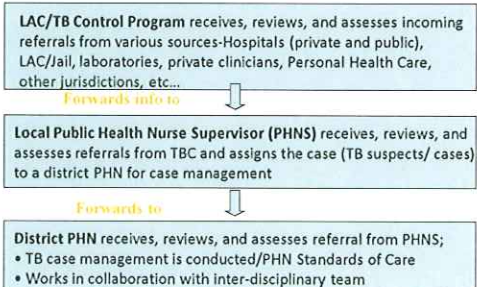 LAC/TB Control Program receives, reviews, and assesses incoming
referrals from various sources-Hospitals (private and public),
LAC/Jail, laboratories, private clinicians, Personal Health Care,
other jurisdictions, etc...
Forwards info to
Local Public Health Nurse Supervisor (PHNS) receives, reviews, and
assesses referrals from TBC and assigns the case (TB suspects/ cases)
to a district PHN for case management
Forwards to
District PHN receives, reviews, and assesses referral from PHNS;
• TB case management is conducted/PHN Standards of Care
• Works in collaboration with inter-disciplinary team